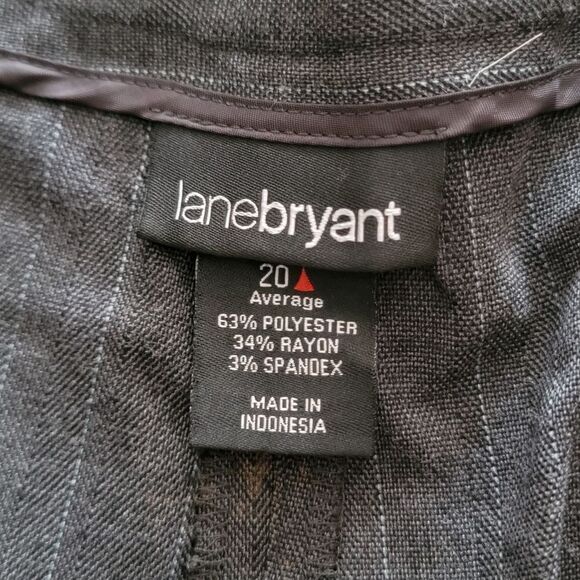 lanebryant
20
Average
63% POLYESTER
34% RAYON
3% SPANDEX
MADE IN
INDONESIA